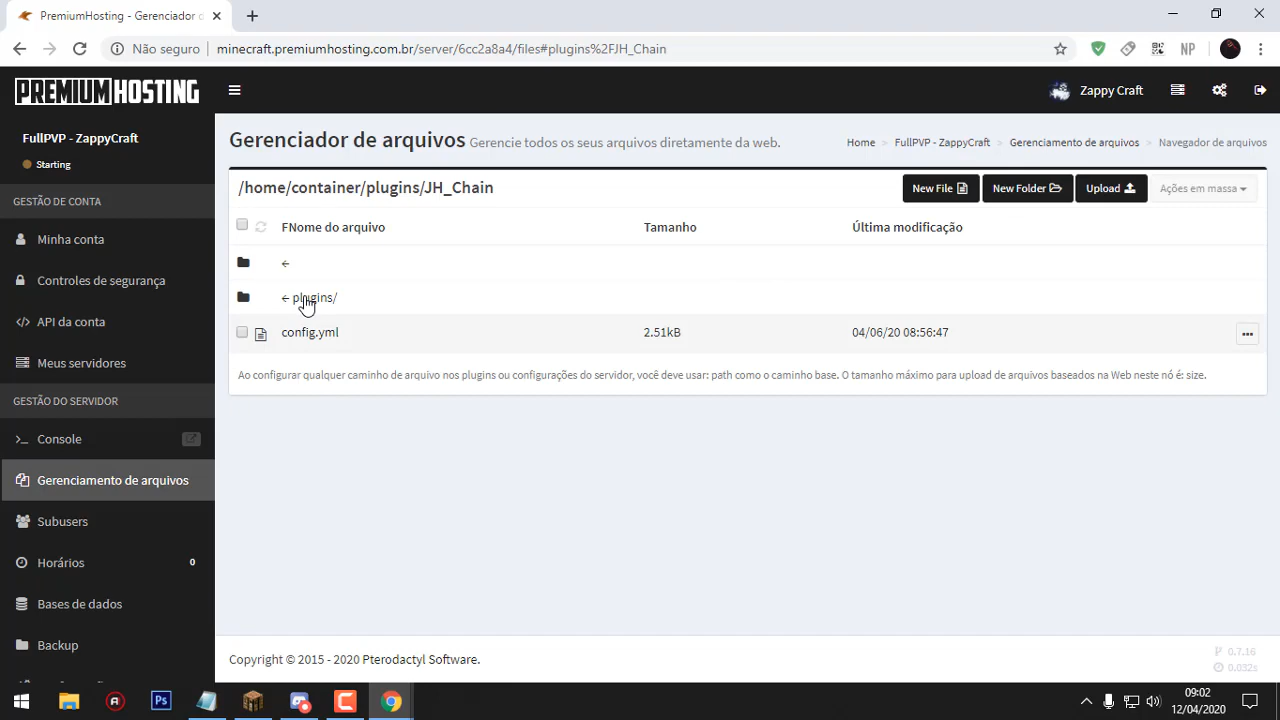 PremiumHosting - Gerenciador o
Não seguro
minecraft.premiumhosting.com.br/server/6cc2a8a4/files#plugins%2FJH_Chain
NP
PREMIUMHOSTING
Zappy Craft
FullPVP - ZappyCraft
Starting
GESTÃO DE CONTA
Minha conta
Controles de segurança
API da conta
Meus servidores
GESTÃO DO SERVIDOR
Console
Gerenciamento de arquivos
Subusers
Horários 0
Bases de dados
Backup
Gerenciador de arquivos Gerencie todos os seus arquivos diretamente da web.
Home > FullPVP - ZappyCraft > Gerenciamento de arquivos > Navegador de arquivos
/home/container/plugins/JH_Chain
New File
New Folder
Upload
Ações em massa
FNome do arquivo Tamanho Última modificação
←
← plugins/
config.yml 2.51kB 04/06/20 08:56:47
Ao configurar qualquer caminho de arquivo nos plugins ou configurações do servidor, você deve usar: path como o caminho base. O tamanho máximo para upload de arquivos baseados na Web neste nó é: size.
Copyright © 2015 - 2020 Pterodactyl Software.
0.7.16
0.032s
Ps
09:02
12/04/2020